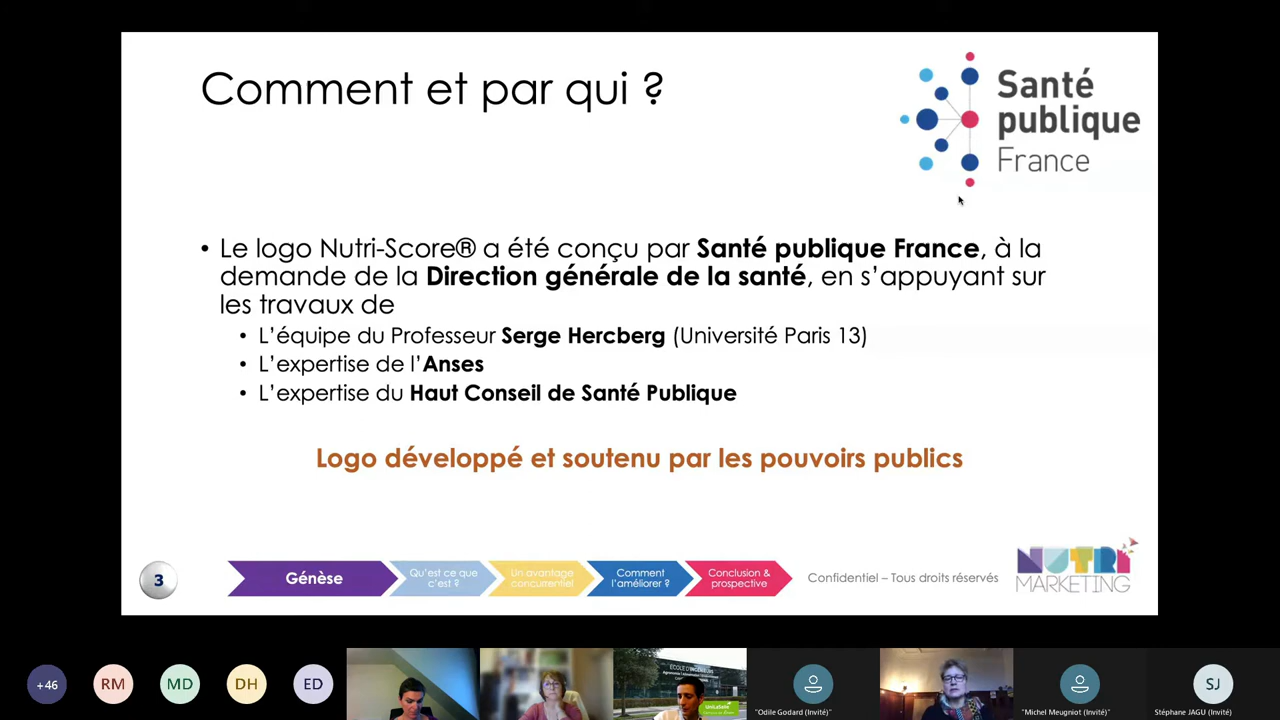 Comment et par qui ?
Santé
publique
France
• Le logo Nutri-Score® a été conçu par Santé publique France, à la
demande de la Direction générale de la santé, en s’appuyant sur
les travaux de
• L’équipe du Professeur Serge Hercberg (Université Paris 13)
• L’expertise de l’Anses
• L’expertise du Haut Conseil de Santé Publique
Logo développé et soutenu par les pouvoirs publics
3
Génèse
Qu’est ce que
c’est ?
Un avantage
concurrentiel
Comment
l’améliorer ?
Conclusion &
prospective
Confidentiel – Tous droits réservés
NUTRI
MARKETING
+46
RM
MD
DH
ED
ÉCOLE D'INGÉNIEURS
UniLaSalle
"Odile Godard (Invité)"
"Michel Meugniot (Invité)"
SJ
Stéphane JAGU (Invité)